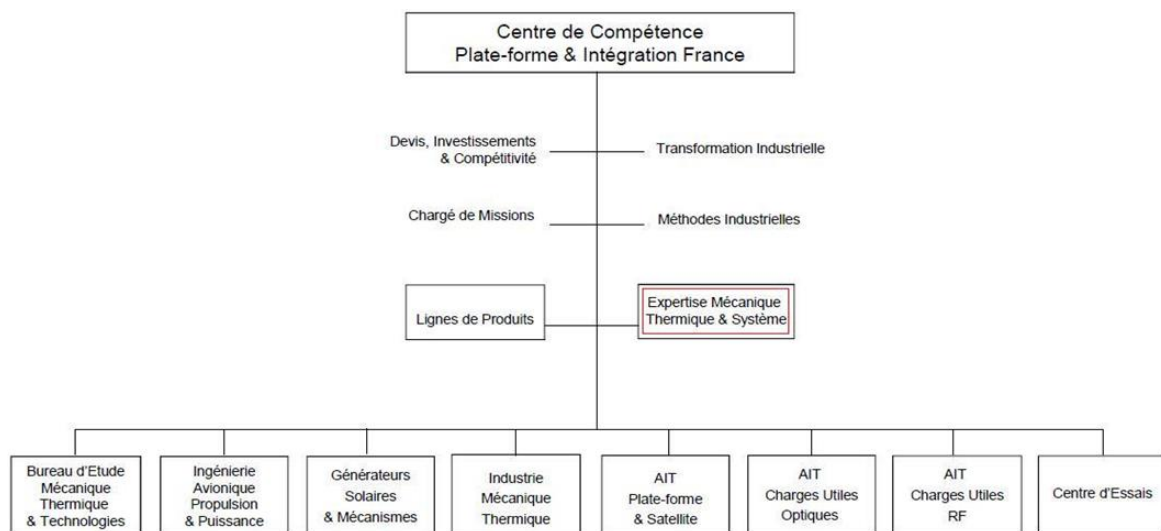 Centre de Compétence
Plate-forme & Intégration France
Devis, Investissements
& Compétitivité
Transformation Industrielle
Chargé de Missions
Méthodes Industrielles
Lignes de Produits
Expertise Mécanique
Thermique & Système
Bureau d'Etude
Mécanique
Thermique
& Technologies
Ingénierie
Avionique
Propulsion
& Puissance
Générateurs
Solaires
& Mécanismes
Industrie
Mécanique
Thermique
AIT
Plate-forme
& Satellite
AIT
Charges Utiles
Optiques
AIT
Charges Utiles
RF
Centre d'Essais